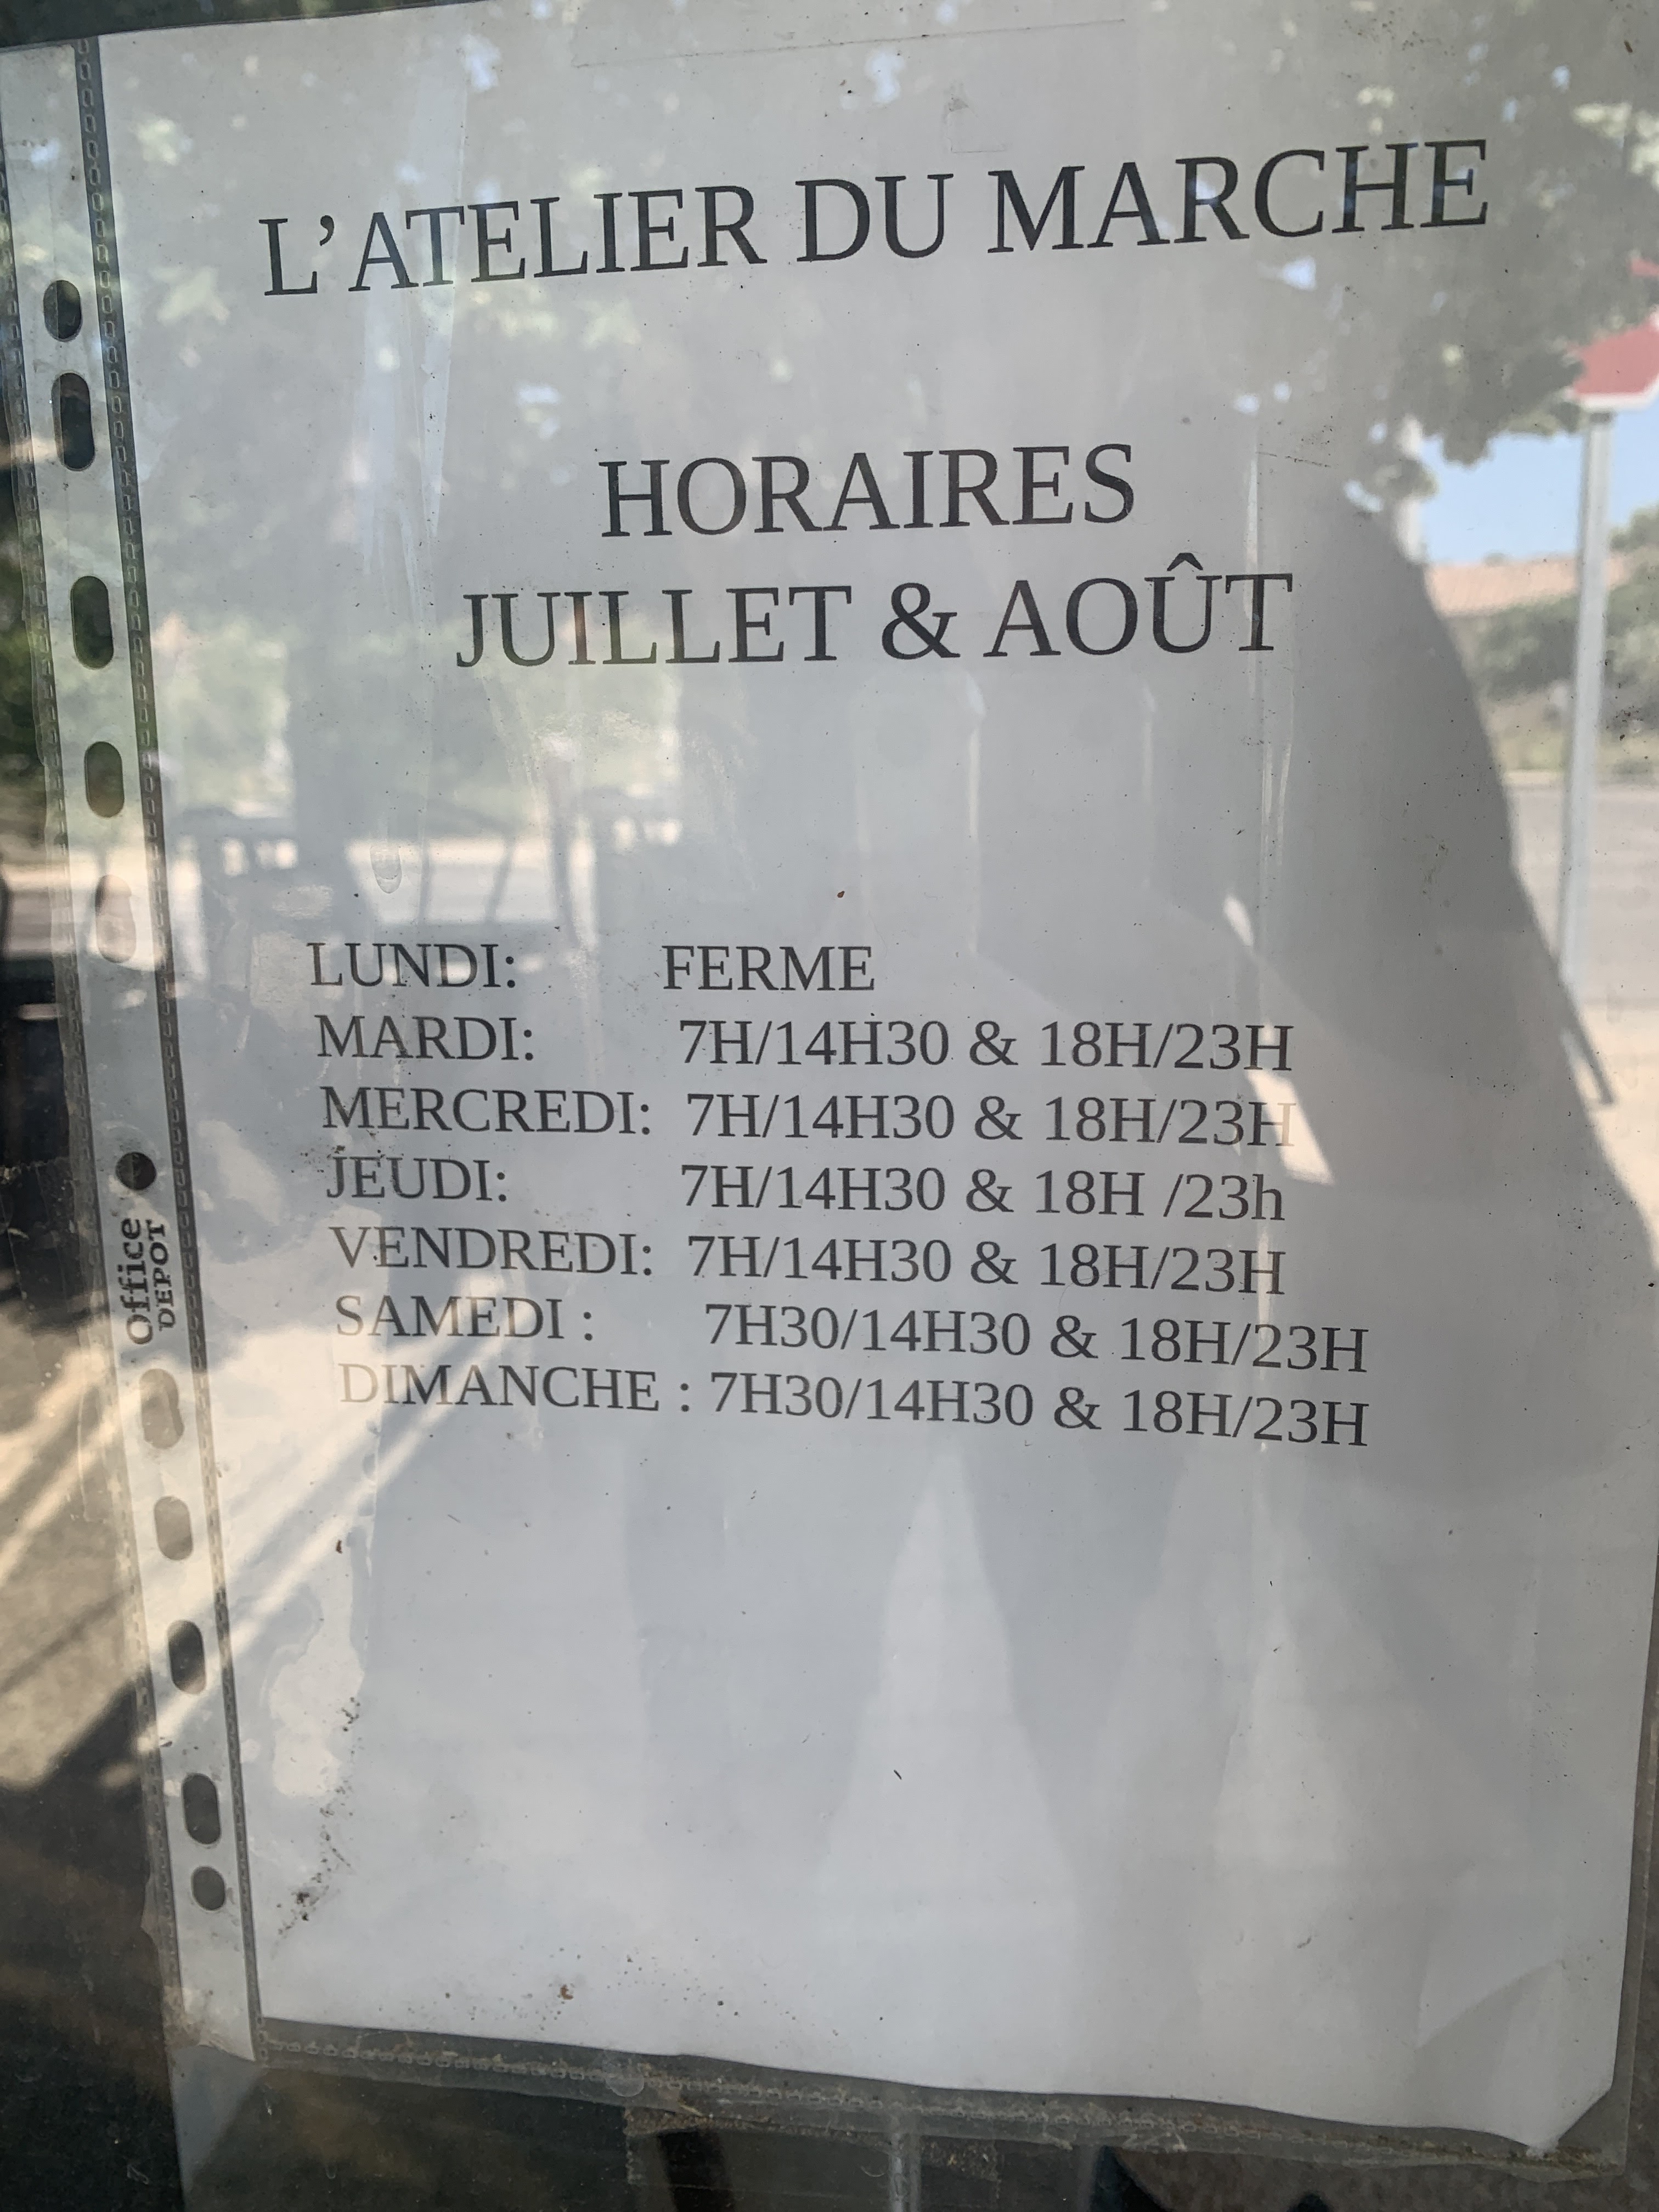 L'ATELIER DU MARCHE
HORAIRES
JUILLET & AOÛT
LUNDI: FERME
MARDI: 7H/14H30 & 18H/23H
MERCREDI: 7H/14H30 & 18H/23H
JEUDI: 7H/14H30 & 18H /23h
VENDREDI: 7H/14H30 & 18H/23H
SAMEDI : 7H30/14H30 & 18H/23H
DIMANCHE : 7H30/14H30 & 18H/23H
Office
DEPOT